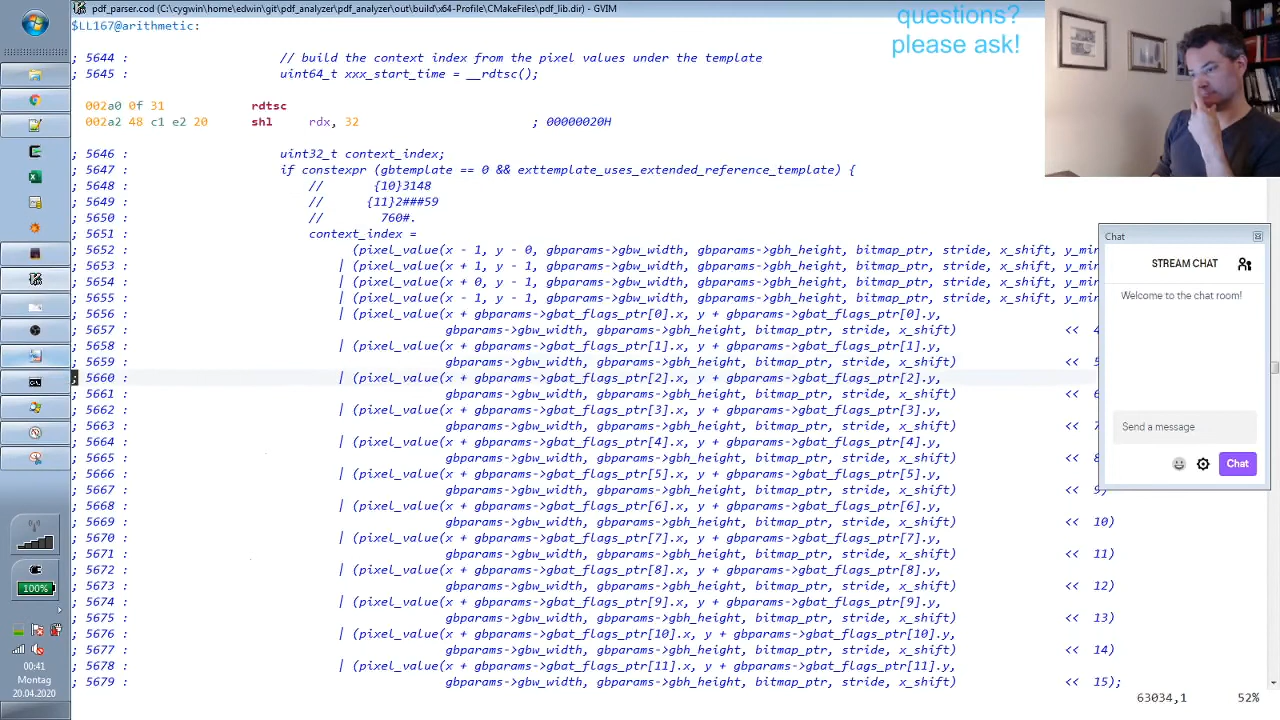 pdf_parser.cod (C:\cygwin\home\edwin\git\pdf_analyzer\pdf_analyzer\out\build\x64-Profile\CMakeFiles\pdf_lib.dir) - GVIM
$LL167@arithmetic:
questions?
please ask!
; 5644 : // build the context index from the pixel values under the template
; 5645 : uint64_t xxx_start_time = __rdtsc();
002a0 0f 31 rdtsc
002a2 48 c1 e2 20 shl rdx, 32 ; 00000020H
; 5646 : uint32_t context_index;
; 5647 : if constexpr (gbtemplate == 0 && exttemplate_uses_extended_reference_template) {
; 5648 : // {10}3148
; 5649 : // {11}2###59
; 5650 : // 760#.
; 5651 : context_index =
; 5652 : (pixel_value(x - 1, y - 0, gbparams->gbw_width, gbparams->gbh_height, bitmap_ptr, stride, x_shift, y_min
; 5653 : | (pixel_value(x + 1, y - 1, gbparams->gbw_width, gbparams->gbh_height, bitmap_ptr, stride, x_shift, y_min
; 5654 : | (pixel_value(x + 0, y - 1, gbparams->gbw_width, gbparams->gbh_height, bitmap_ptr, stride, x_shift, y_min
; 5655 : | (pixel_value(x - 1, y - 1, gbparams->gbw_width, gbparams->gbh_height, bitmap_ptr, stride, x_shift, y_min
; 5656 : | (pixel_value(x + gbparams->gbat_flags_ptr[0].x, y + gbparams->gbat_flags_ptr[0].y,
; 5657 : gbparams->gbw_width, gbparams->gbh_height, bitmap_ptr, stride, x_shift) << 4
; 5658 : | (pixel_value(x + gbparams->gbat_flags_ptr[1].x, y + gbparams->gbat_flags_ptr[1].y,
; 5659 : gbparams->gbw_width, gbparams->gbh_height, bitmap_ptr, stride, x_shift) << 5
; 5660 : | (pixel_value(x + gbparams->gbat_flags_ptr[2].x, y + gbparams->gbat_flags_ptr[2].y,
; 5661 : gbparams->gbw_width, gbparams->gbh_height, bitmap_ptr, stride, x_shift) << 6
; 5662 : | (pixel_value(x + gbparams->gbat_flags_ptr[3].x, y + gbparams->gbat_flags_ptr[3].y,
; 5663 : gbparams->gbw_width, gbparams->gbh_height, bitmap_ptr, stride, x_shift) << 7
; 5664 : | (pixel_value(x + gbparams->gbat_flags_ptr[4].x, y + gbparams->gbat_flags_ptr[4].y,
; 5665 : gbparams->gbw_width, gbparams->gbh_height, bitmap_ptr, stride, x_shift) << 8
; 5666 : | (pixel_value(x + gbparams->gbat_flags_ptr[5].x, y + gbparams->gbat_flags_ptr[5].y,
; 5667 : gbparams->gbw_width, gbparams->gbh_height, bitmap_ptr, stride, x_shift) << 9)
; 5668 : | (pixel_value(x + gbparams->gbat_flags_ptr[6].x, y + gbparams->gbat_flags_ptr[6].y,
; 5669 : gbparams->gbw_width, gbparams->gbh_height, bitmap_ptr, stride, x_shift) << 10)
; 5670 : | (pixel_value(x + gbparams->gbat_flags_ptr[7].x, y + gbparams->gbat_flags_ptr[7].y,
; 5671 : gbparams->gbw_width, gbparams->gbh_height, bitmap_ptr, stride, x_shift) << 11)
; 5672 : | (pixel_value(x + gbparams->gbat_flags_ptr[8].x, y + gbparams->gbat_flags_ptr[8].y,
; 5673 : gbparams->gbw_width, gbparams->gbh_height, bitmap_ptr, stride, x_shift) << 12)
; 5674 : | (pixel_value(x + gbparams->gbat_flags_ptr[9].x, y + gbparams->gbat_flags_ptr[9].y,
; 5675 : gbparams->gbw_width, gbparams->gbh_height, bitmap_ptr, stride, x_shift) << 13)
; 5676 : | (pixel_value(x + gbparams->gbat_flags_ptr[10].x, y + gbparams->gbat_flags_ptr[10].y,
; 5677 : gbparams->gbw_width, gbparams->gbh_height, bitmap_ptr, stride, x_shift) << 14)
; 5678 : | (pixel_value(x + gbparams->gbat_flags_ptr[11].x, y + gbparams->gbat_flags_ptr[11].y,
; 5679 : gbparams->gbw_width, gbparams->gbh_height, bitmap_ptr, stride, x_shift) << 15);
63034,1 52%
Chat
STREAM CHAT
Welcome to the chat room!
Send a message
Chat
100%
00:41
Montag
20.04.2020